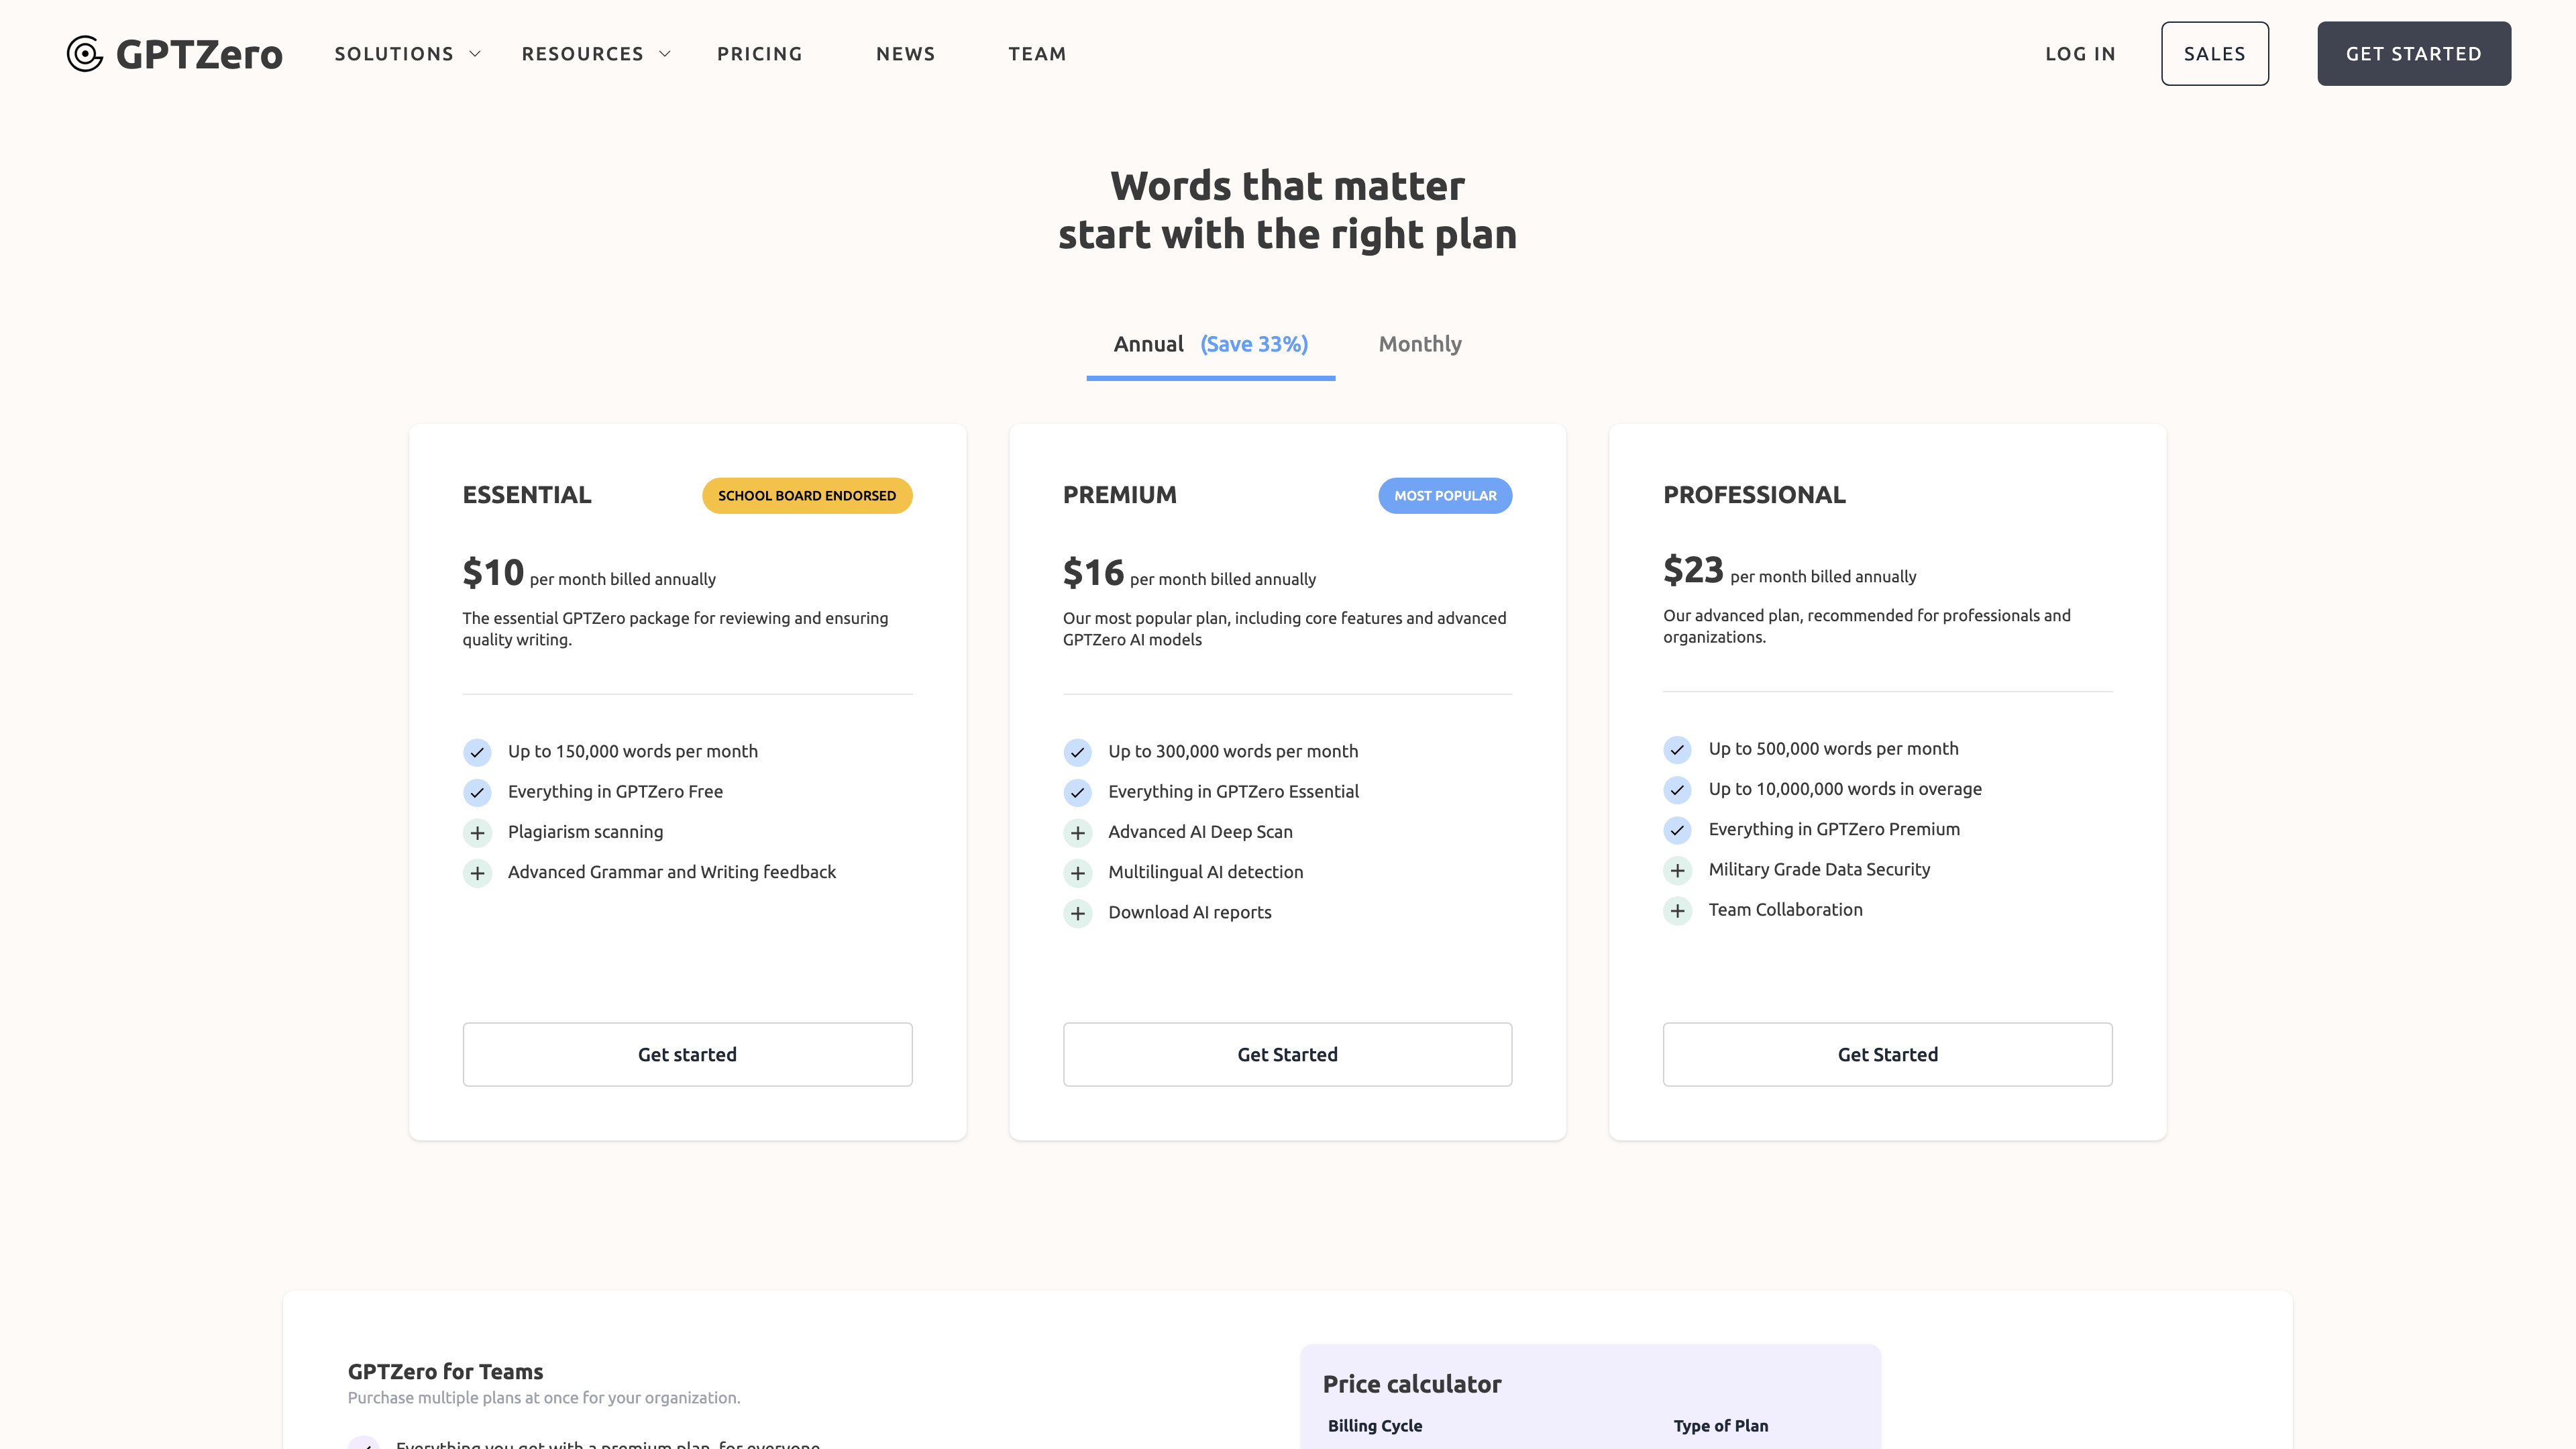 GPTZero
SOLUTIONS
RESOURCES
PRICING
NEWS
TEAM
LOG IN
SALES
GET STARTED
Words that matter
start with the right plan
Annual (Save 33%)
Monthly
ESSENTIAL
SCHOOL BOARD ENDORSED
$10 per month billed annually
The essential GPTZero package for reviewing and ensuring
quality writing.
Up to 150,000 words per month
Everything in GPTZero Free
Plagiarism scanning
Advanced Grammar and Writing feedback
Get started
PREMIUM
MOST POPULAR
$16 per month billed annually
Our most popular plan, including core features and advanced
GPTZero AI models
Up to 300,000 words per month
Everything in GPTZero Essential
Advanced AI Deep Scan
Multilingual AI detection
Download AI reports
Get Started
PROFESSIONAL
$23 per month billed annually
Our advanced plan, recommended for professionals and
organizations.
Up to 500,000 words per month
Up to 10,000,000 words in overage
Everything in GPTZero Premium
Military Grade Data Security
Team Collaboration
Get Started
GPTZero for Teams
Purchase multiple plans at once for your organization.
Everything you get with a premium plan, for everyone
Price calculator
Billing Cycle
Type of Plan